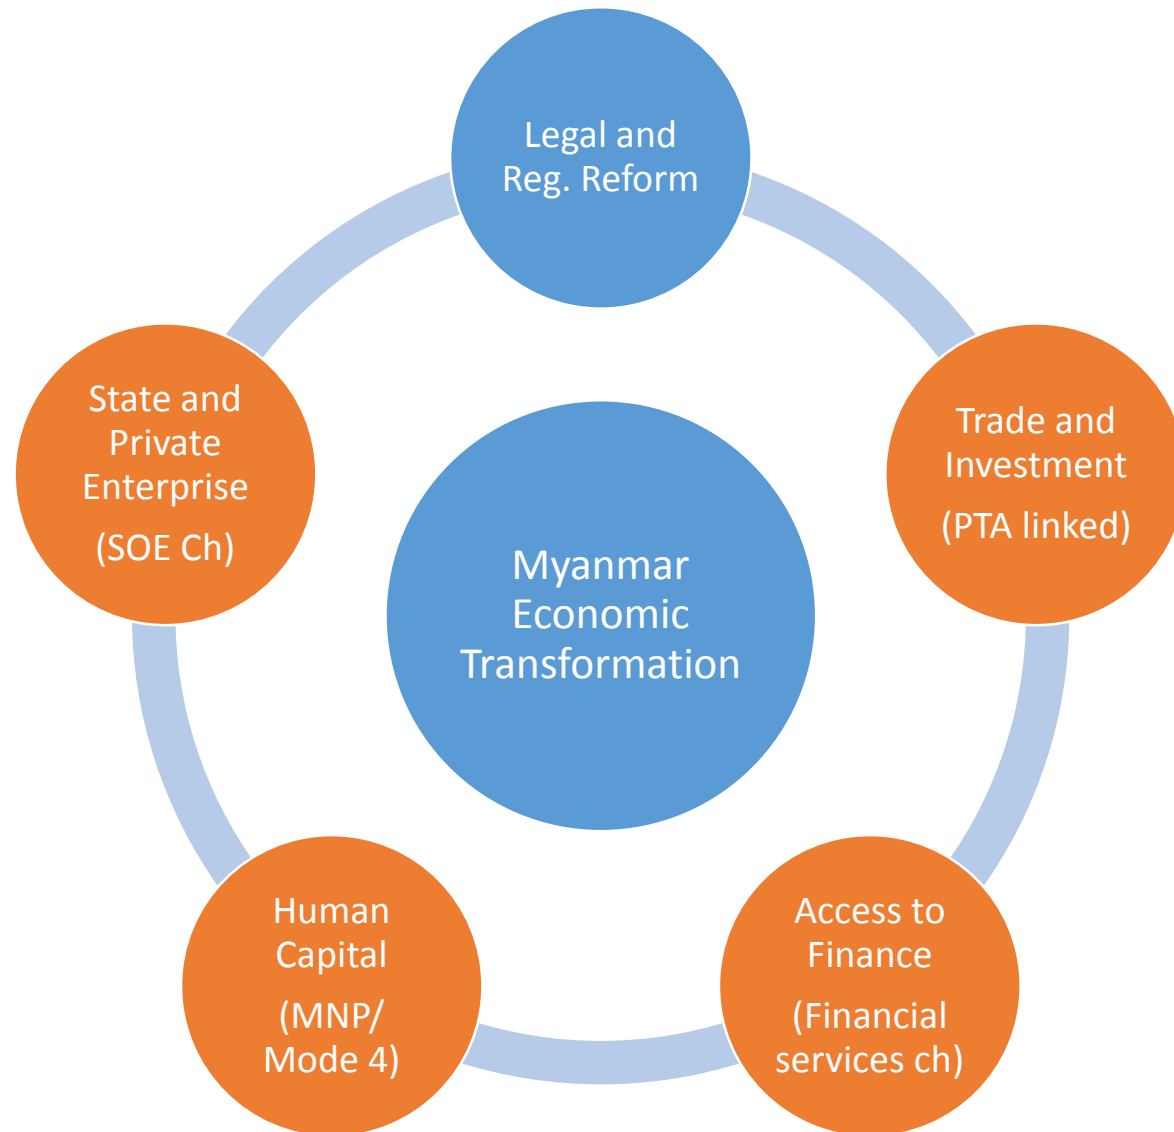 Legal and
Reg. Reform
State and
Private
Enterprise
(SOE Ch)
Trade and
Investment
(PTA linked)
Myanmar
Economic
Transformation
Human
Capital
(MNP/
Mode 4)
Access to
Finance
(Financial
services ch)